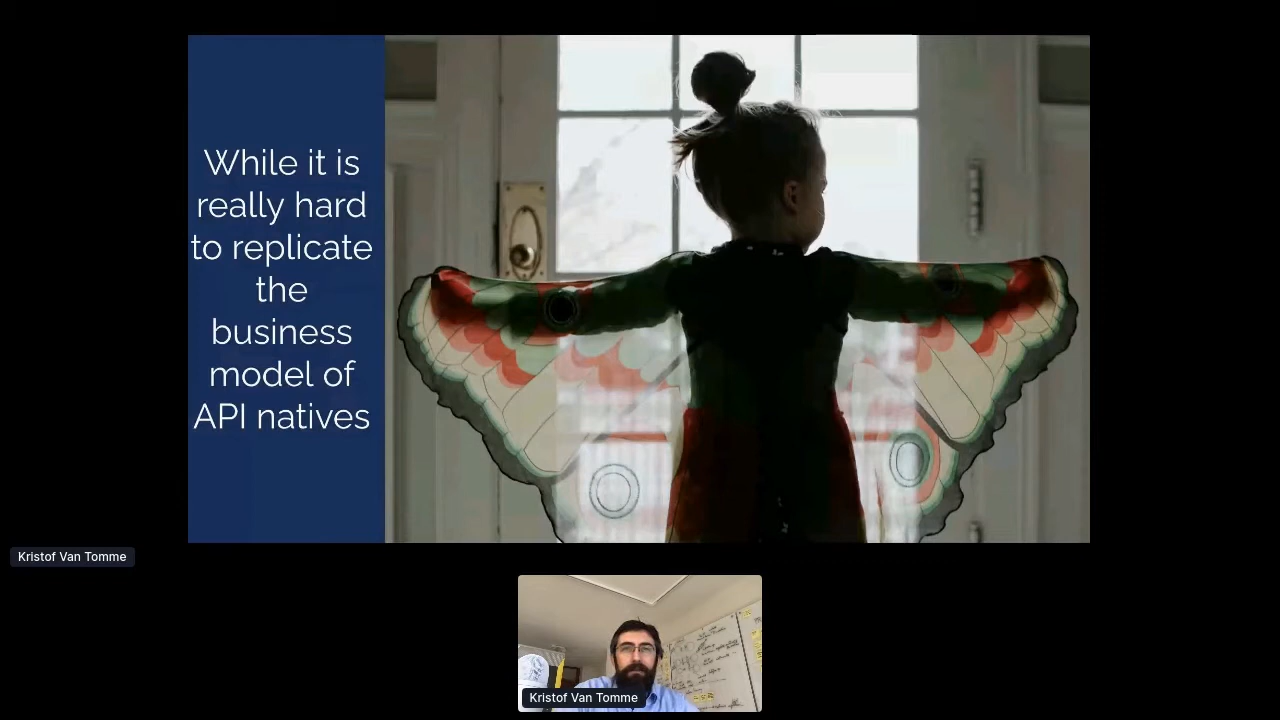 While it is
really hard
to replicate
the
business
model of
API natives
Kristof Van Tomme
Kristof Van Tomme